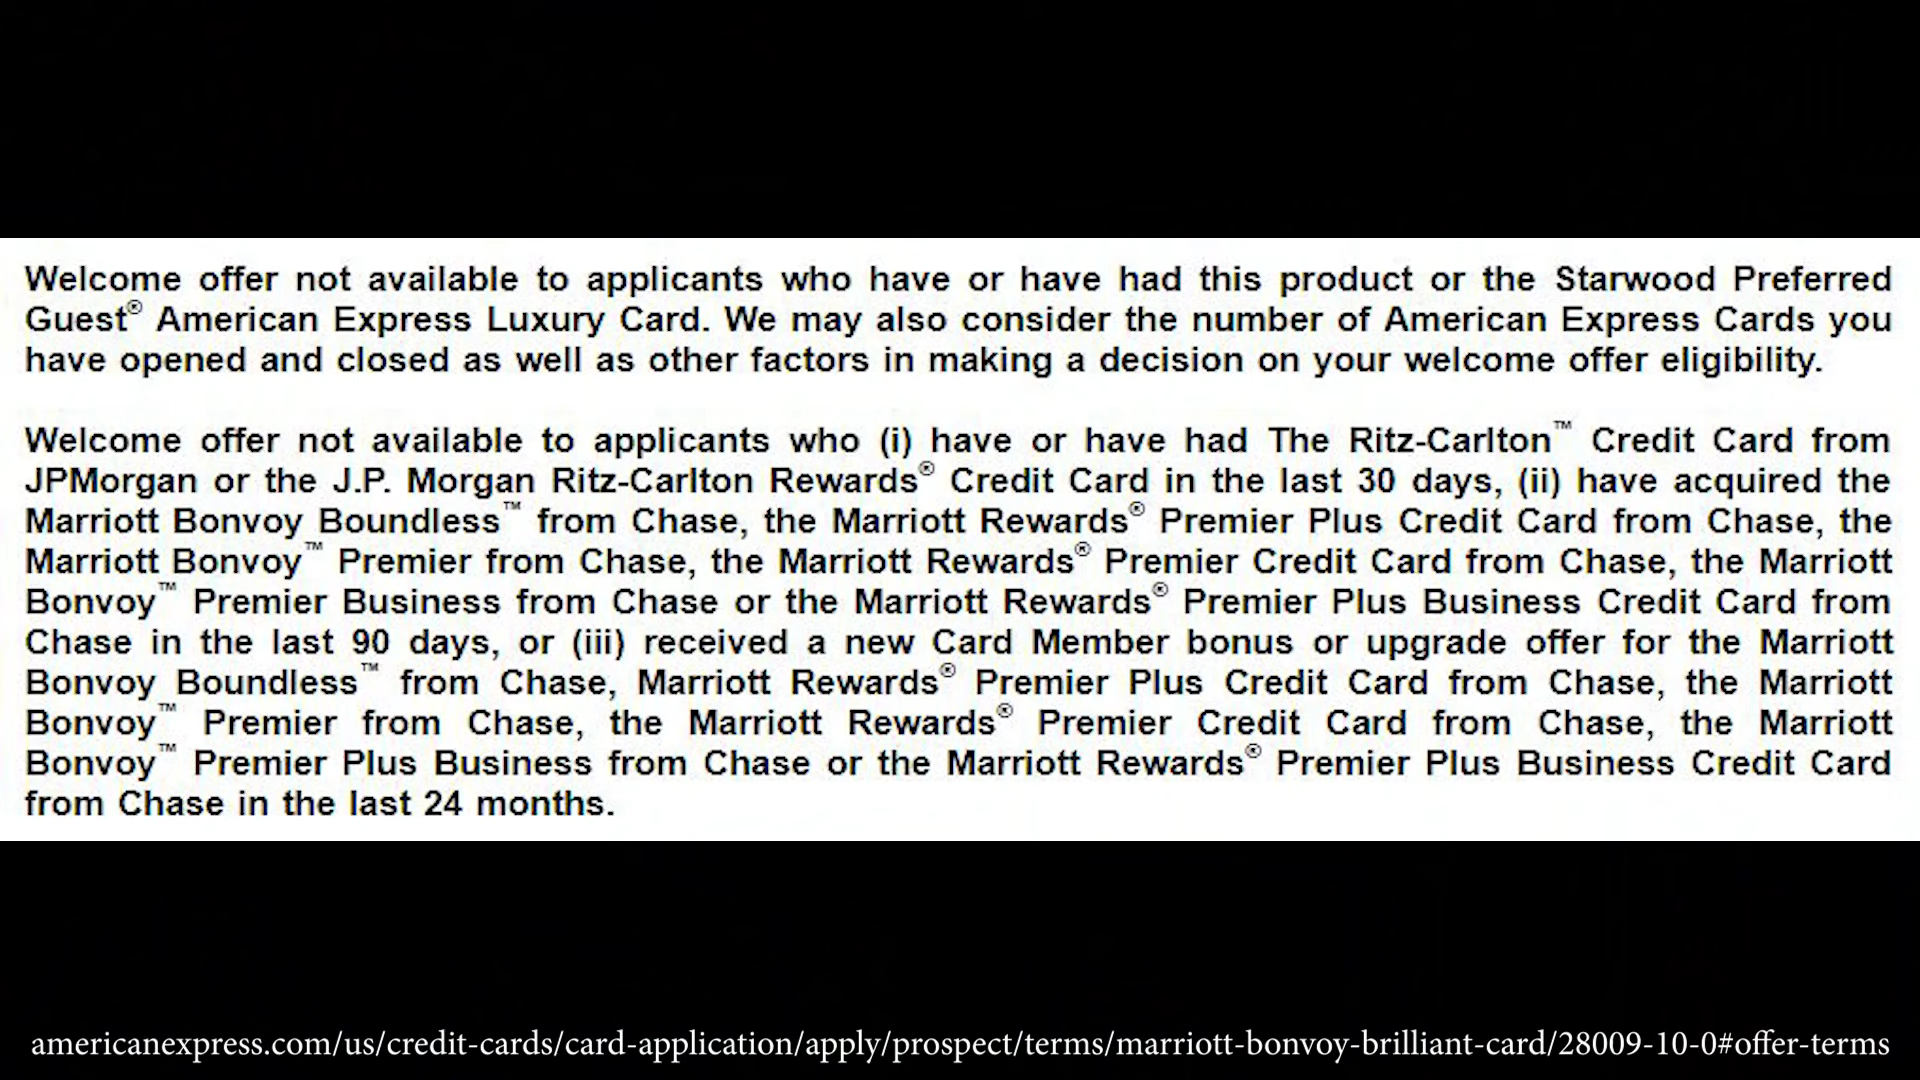 Welcome offer not available to applicants who have or have had this product or the Starwood Preferred
Guest® American Express Luxury Card. We may also consider the number of American Express Cards you
have opened and closed as well as other factors in making a decision on your welcome offer eligibility.
Welcome offer not available to applicants who (i) have or have had The Ritz-Carlton™ Credit Card from
JPMorgan or the J.P. Morgan Ritz-Carlton Rewards® Credit Card in the last 30 days, (ii) have acquired the
Marriott Bonvoy Boundless™ from Chase, the Marriott Rewards® Premier Plus Credit Card from Chase, the
Marriott Bonvoy™ Premier from Chase, the Marriott Rewards® Premier Credit Card from Chase, the Marriott
Bonvoy™ Premier Business from Chase or the Marriott Rewards® Premier Plus Business Credit Card from
Chase in the last 90 days, or (iii) received a new Card Member bonus or upgrade offer for the Marriott
Bonvoy Boundless™ from Chase, Marriott Rewards® Premier Plus Credit Card from Chase, the Marriott
Bonvoy™ Premier from Chase, the Marriott Rewards® Premier Credit Card from Chase, the Marriott
Bonvoy™ Premier Plus Business from Chase or the Marriott Rewards® Premier Plus Business Credit Card
from Chase in the last 24 months.
americanexpress.com/us/credit-cards/card-application/apply/prospect/terms/marriott-bonvoy-brilliant-card/28009-10-0#offer-terms